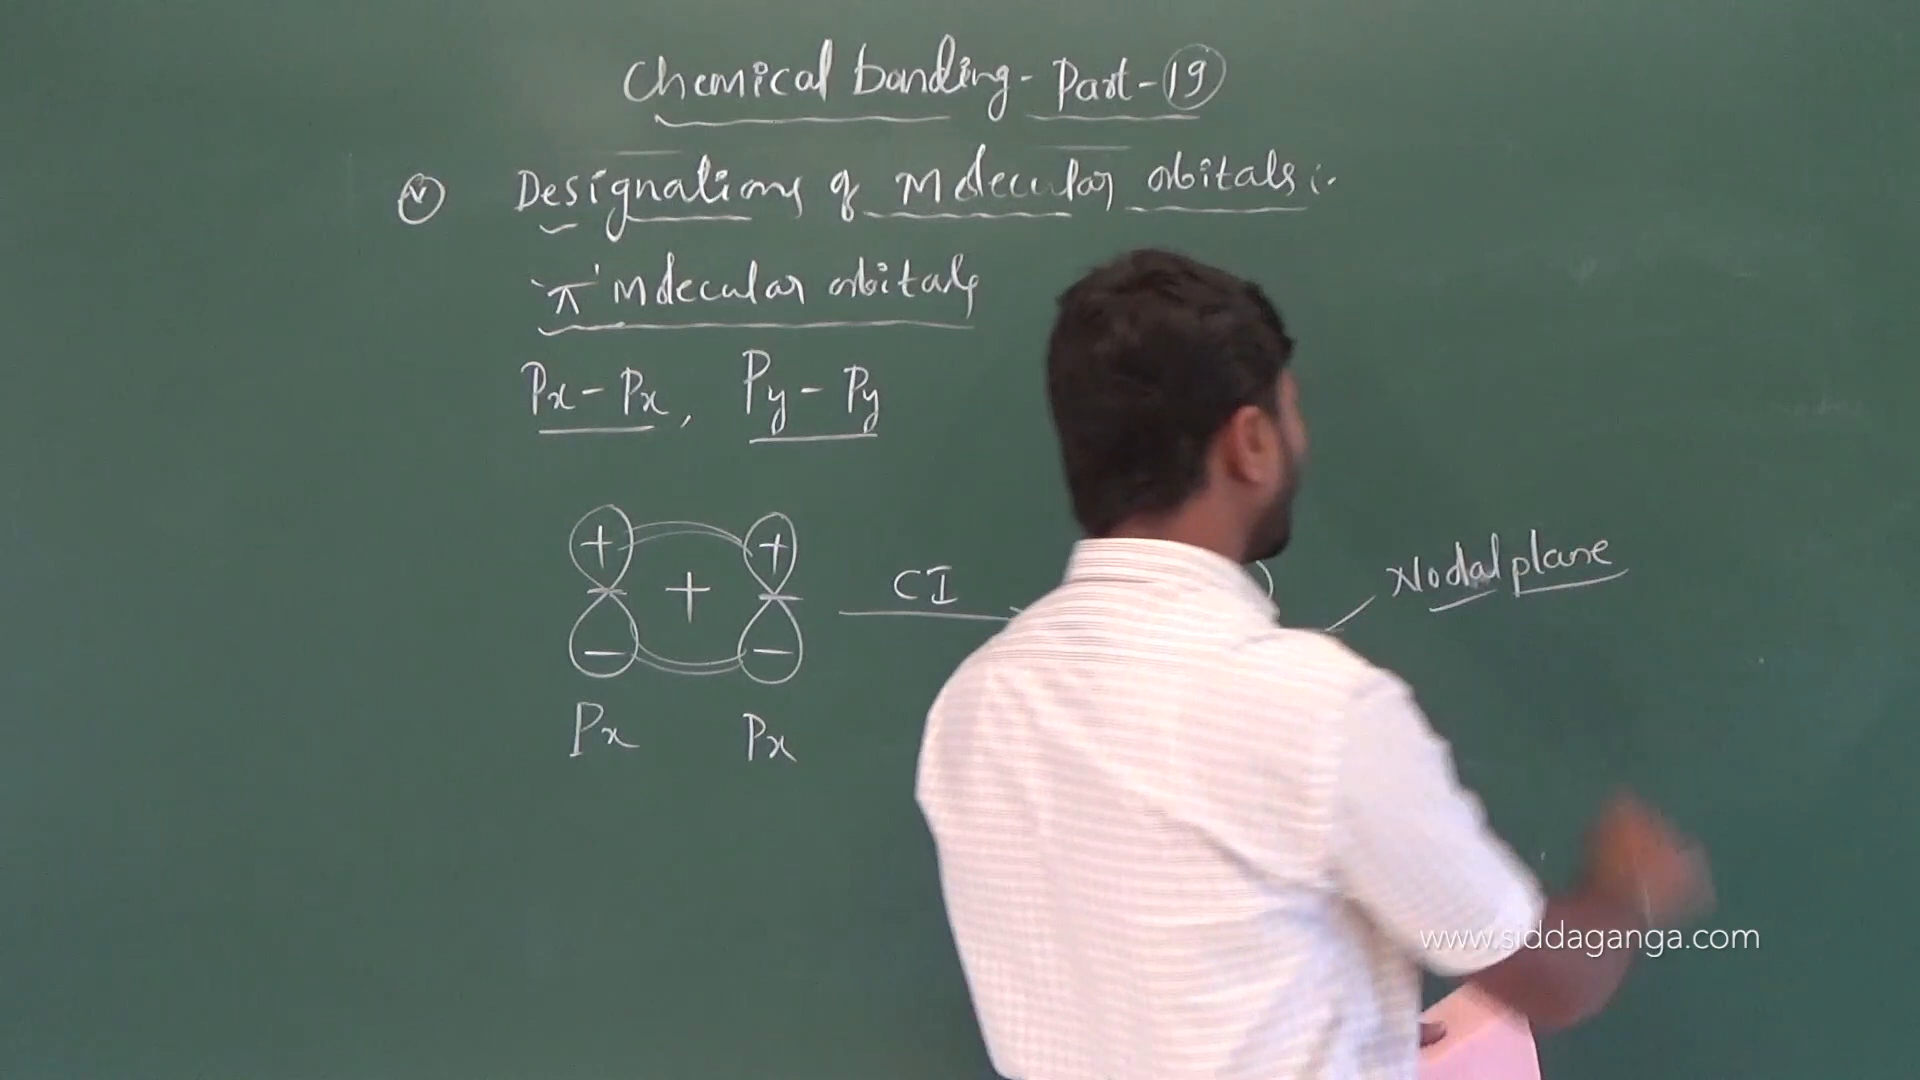 Chemical bonding - Part - 19
Designations of Molecular orbitals :-
'π' Molecular orbitals
Px - Px, Py - Py
+ +
+
- -
CI
Nodal plane
Px Px
www.siddaganga.com